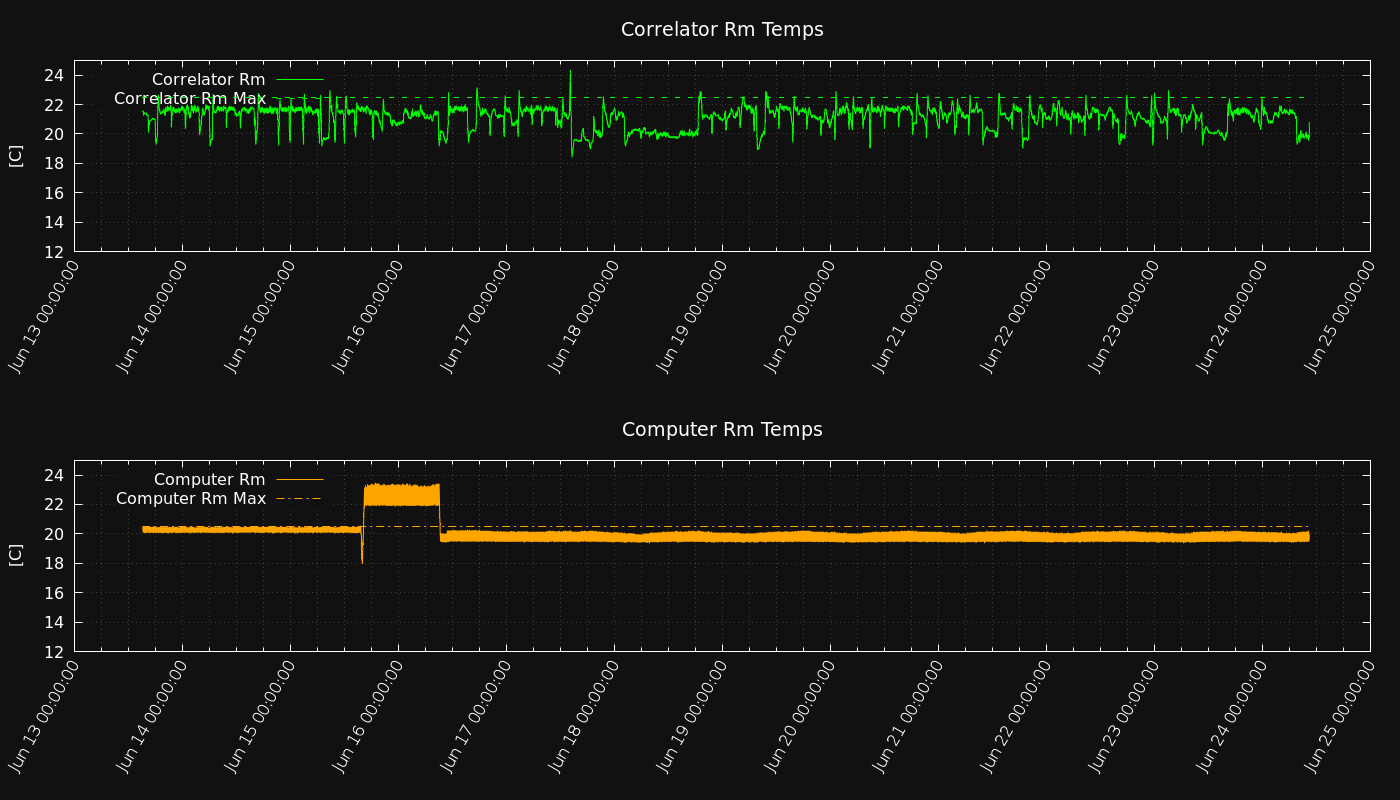 Correlator Rm Temps
24
22
20
18
16
14
12
[C]
Correlator Rm
Correlator Rm Max
Jun 13 00:00:00
Jun 14 00:00:00
Jun 15 00:00:00
Jun 16 00:00:00
Jun 17 00:00:00
Jun 18 00:00:00
Jun 19 00:00:00
Jun 20 00:00:00
Jun 21 00:00:00
Jun 22 00:00:00
Jun 23 00:00:00
Jun 24 00:00:00
Jun 25 00:00:00
Computer Rm Temps
24
22
20
18
16
14
12
[C]
Computer Rm
Computer Rm Max
Jun 13 00:00:00
Jun 14 00:00:00
Jun 15 00:00:00
Jun 16 00:00:00
Jun 17 00:00:00
Jun 18 00:00:00
Jun 19 00:00:00
Jun 20 00:00:00
Jun 21 00:00:00
Jun 22 00:00:00
Jun 23 00:00:00
Jun 24 00:00:00
Jun 25 00:00:00